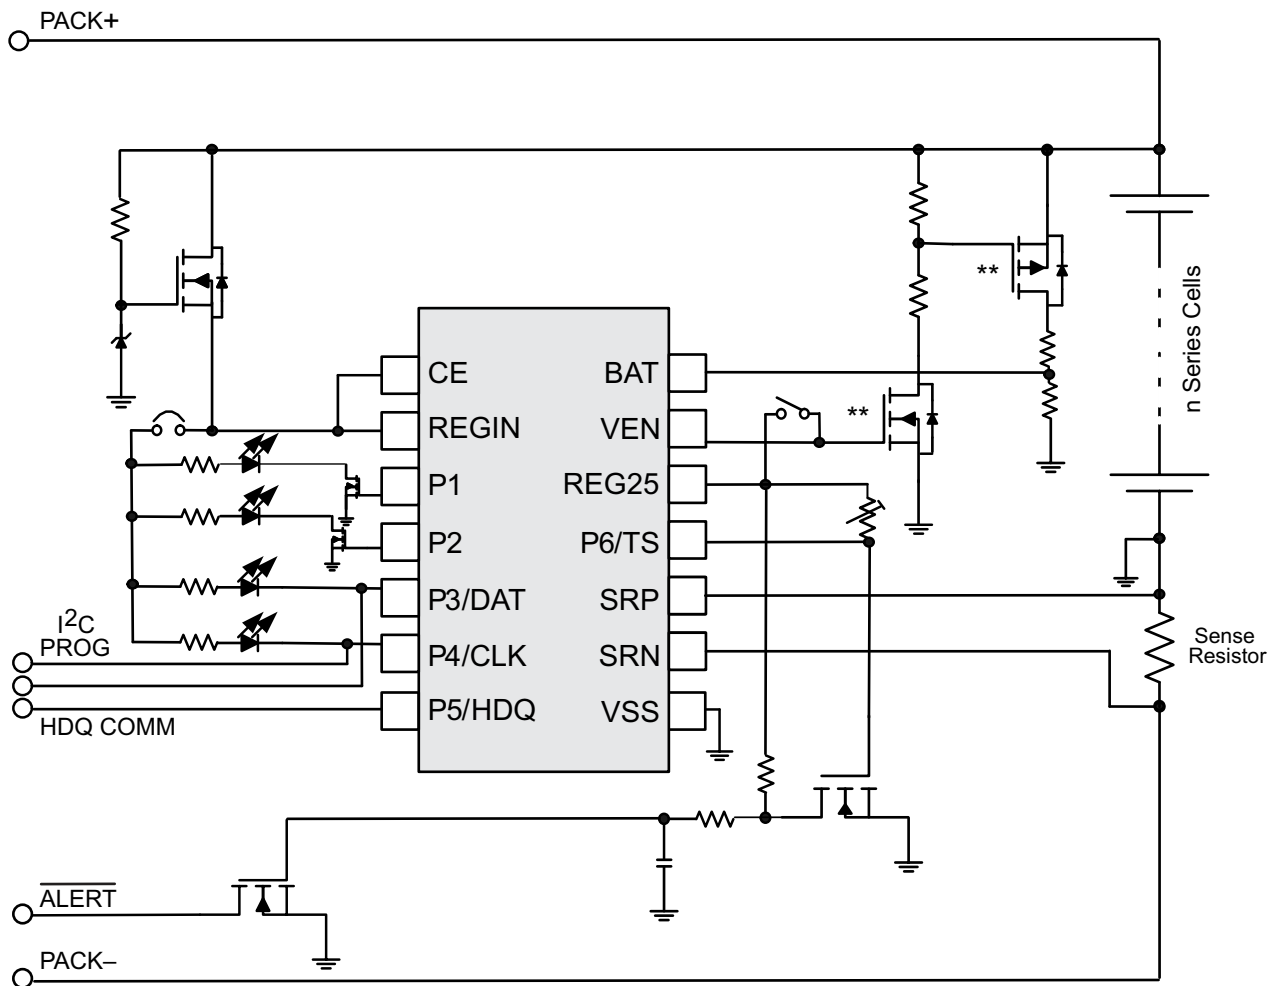 PACK+
**
n Series Cells
CE
BAT
REGIN
VEN
**
P1
REG25
P2
P6/TS
P3/DAT
SRP
I2C
PROG
P4/CLK
SRN
Sense
Resistor
P5/HDQ
VSS
HDQ COMM
ALERT
PACK–